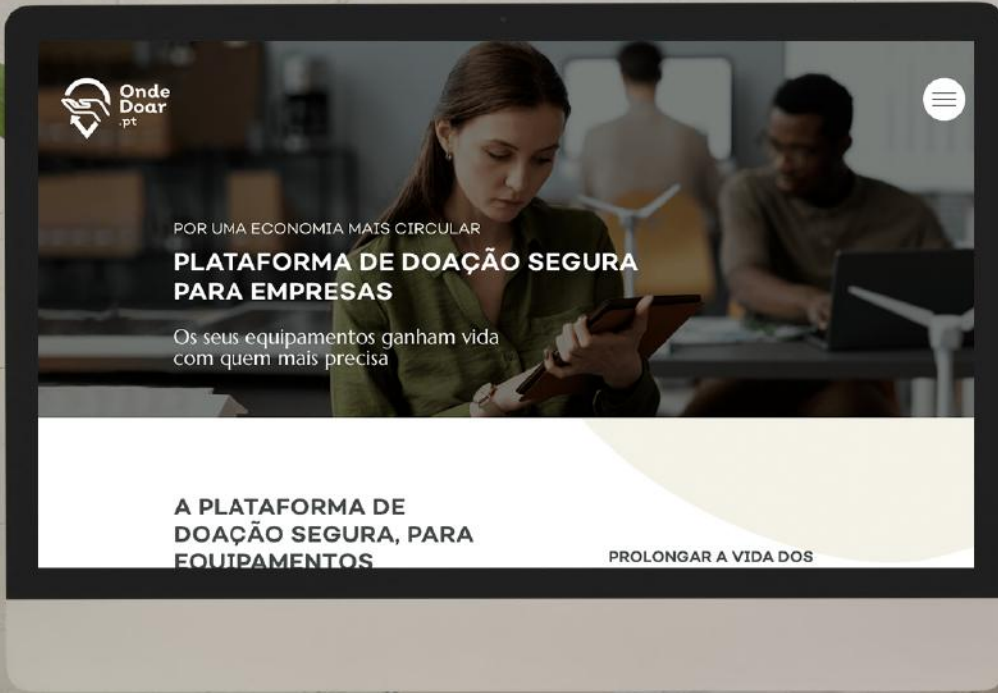 Onde
Doar
.pt
POR UMA ECONOMIA MAIS CIRCULAR
PLATAFORMA DE DOAÇÃO SEGURA
PARA EMPRESAS
Os seus equipamentos ganham vida
com quem mais precisa
A PLATAFORMA DE
DOAÇÃO SEGURA, PARA
EQUIPAMENTOS
PROLONGAR A VIDA DOS